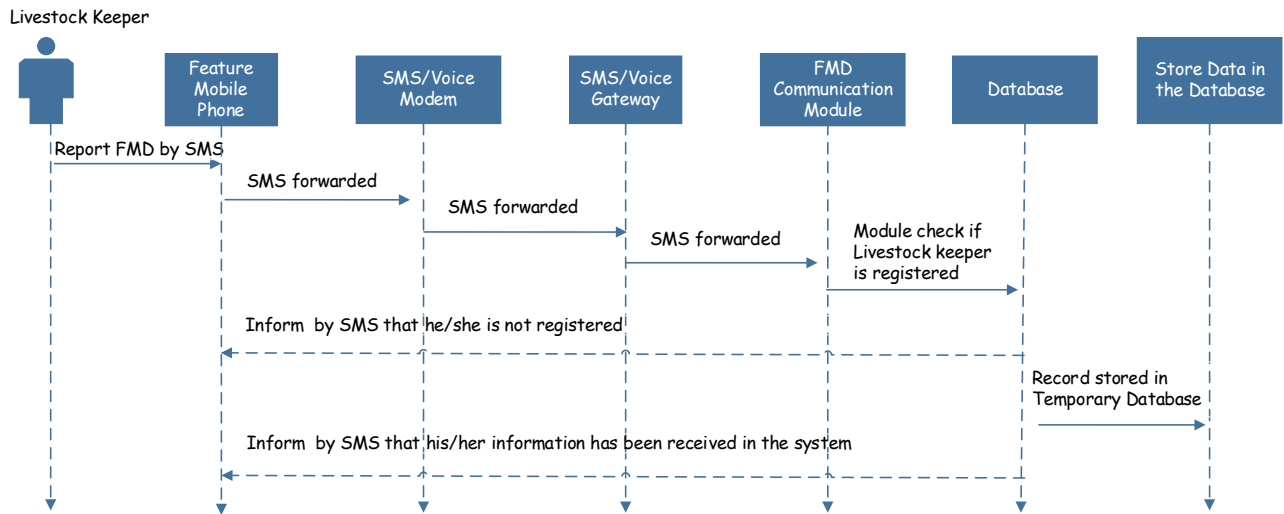 Livestock Keeper
Feature
Mobile
Phone
SMS/Voice
Modem
SMS/Voice
Gateway
FMD
Communication
Module
Database
Store Data in
the Database
Report FMD by SMS
SMS forwarded
SMS forwarded
SMS forwarded
Module check if
Livestock keeper
is registered
Inform by SMS that he/she is not registered
Record stored in
Temporary Database
Inform by SMS that his/her information has been received in the system